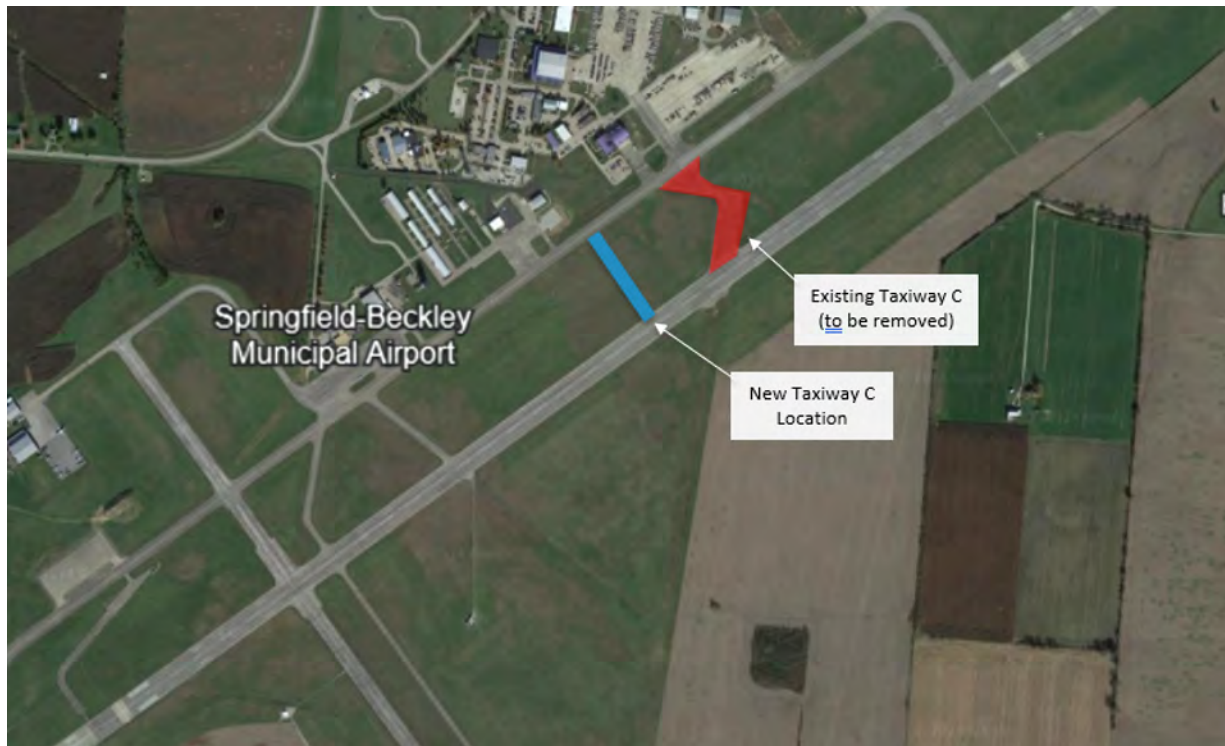 Springfield-Beckley
Municipal Airport
Existing Taxiway C
(to be removed)
New Taxiway C
Location